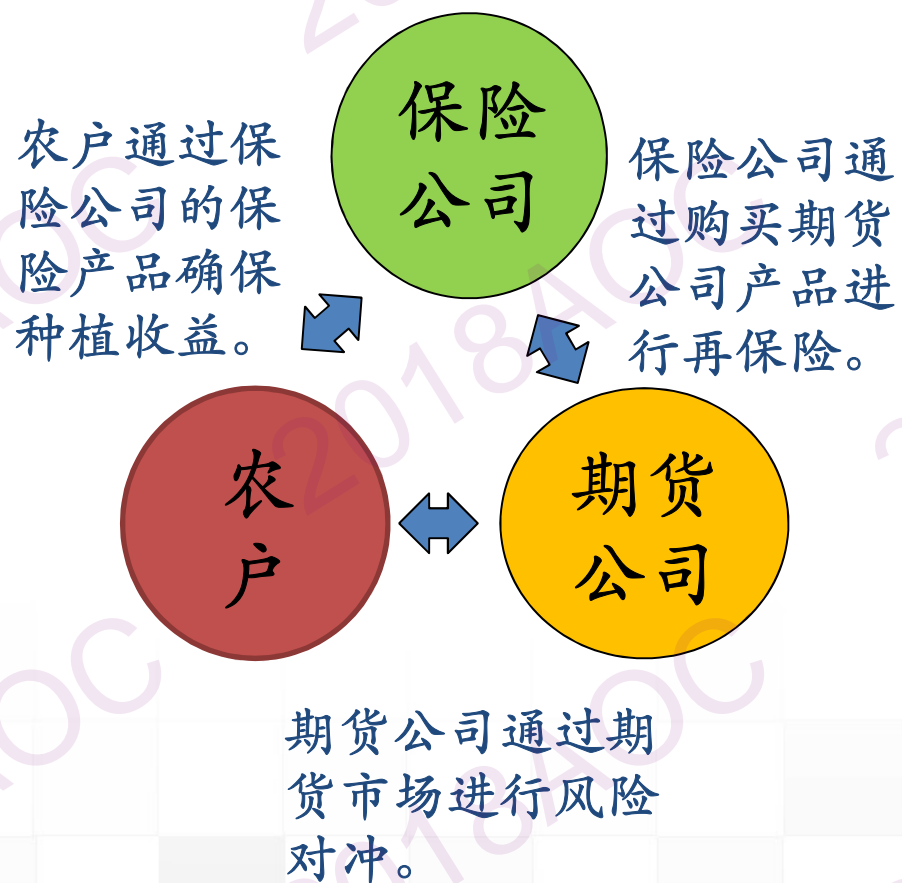 保险
公司
农户通过保
险公司的保
险产品确保
种植收益。
保险公司通
过购买期货
公司产品进
行再保险。
农
户
期货
公司
期货公司通过期
货市场进行风险
对冲。
2018AOC